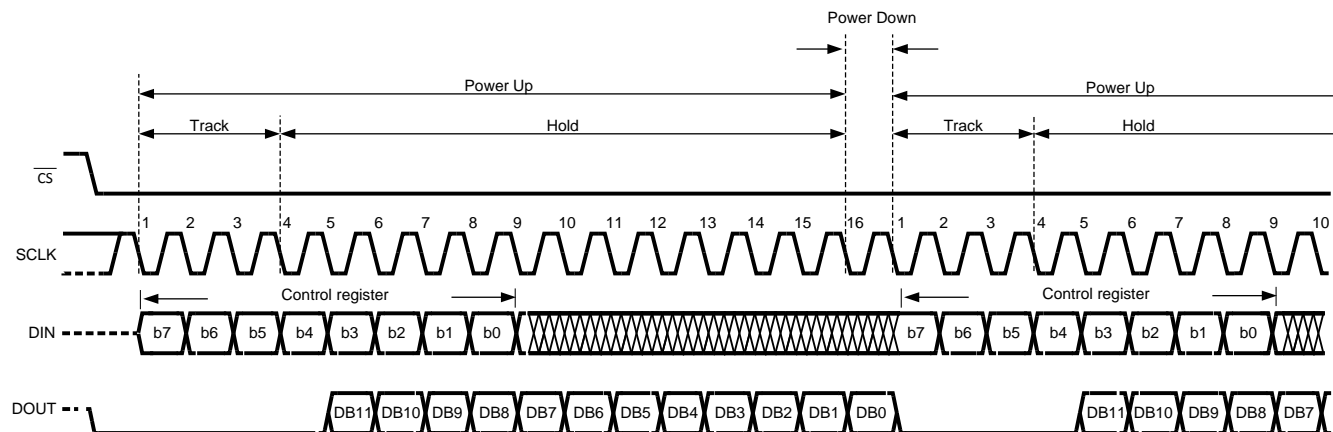 Power Down
Power Up Power Up
Track Hold Track Hold
CS
1 2 3 4 5 6 7 8 9 10 11 12 13 14 15 16 1 2 3 4 5 6 7 8 9 10
SCLK
Control register Control register
DIN b7 b6 b5 b4 b3 b2 b1 b0 b7 b6 b5 b4 b3 b2 b1 b0
DOUT DB11 DB10 DB9 DB8 DB7 DB6 DB5 DB4 DB3 DB2 DB1 DB0 DB11 DB10 DB9 DB8 DB7